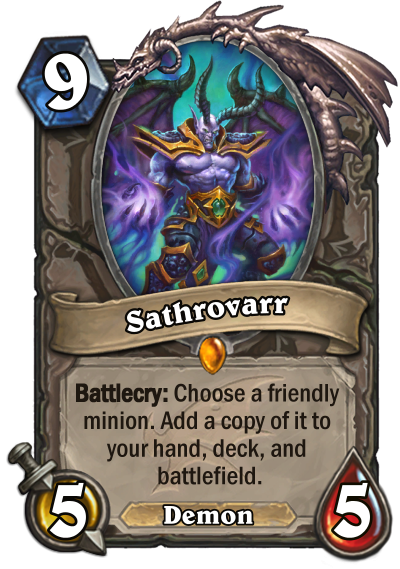 9
Sathrovarr
Battlecry: Choose a friendly
minion. Add a copy of it to
your hand, deck, and
battlefield.
5
Demon
5